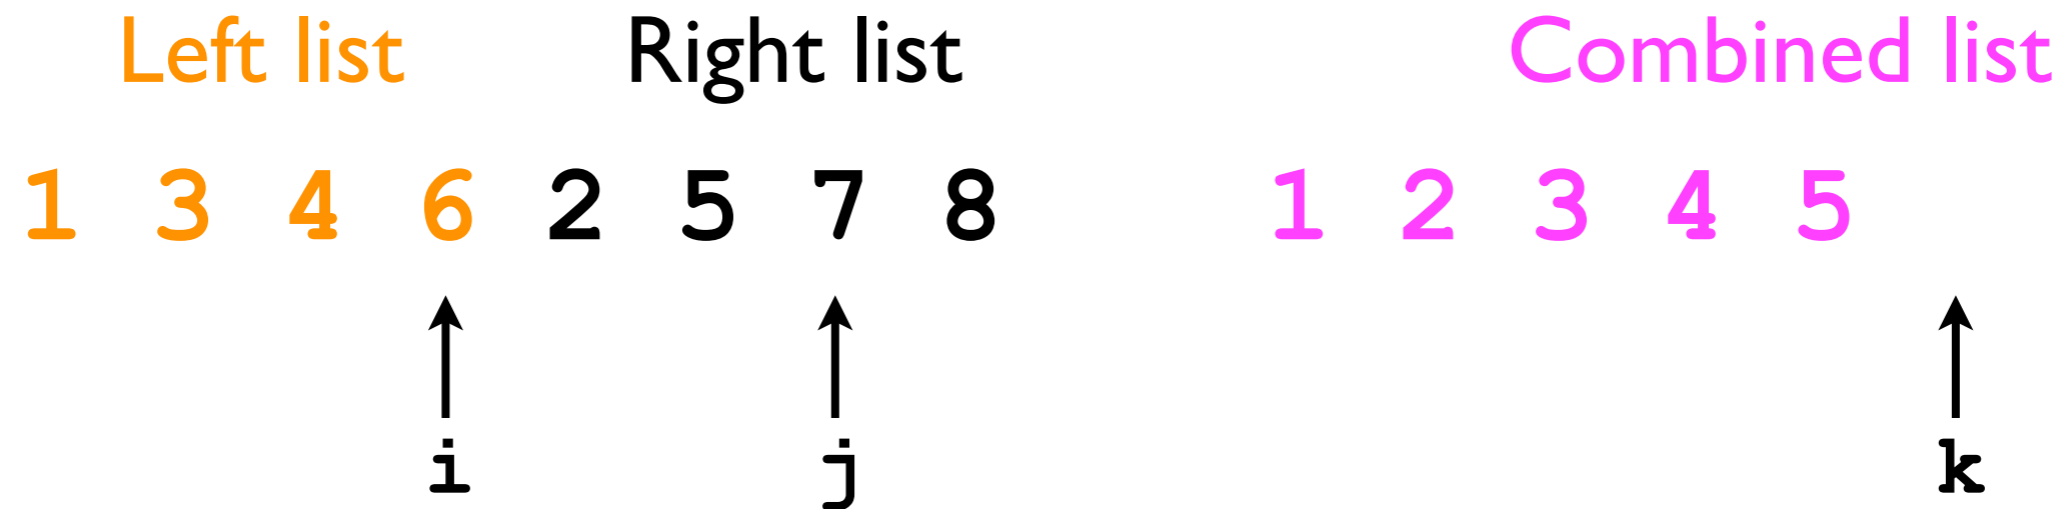 Left list Right list Combined list
1 3 4 6 2 5 7 8 1 2 3 4 5
i j k